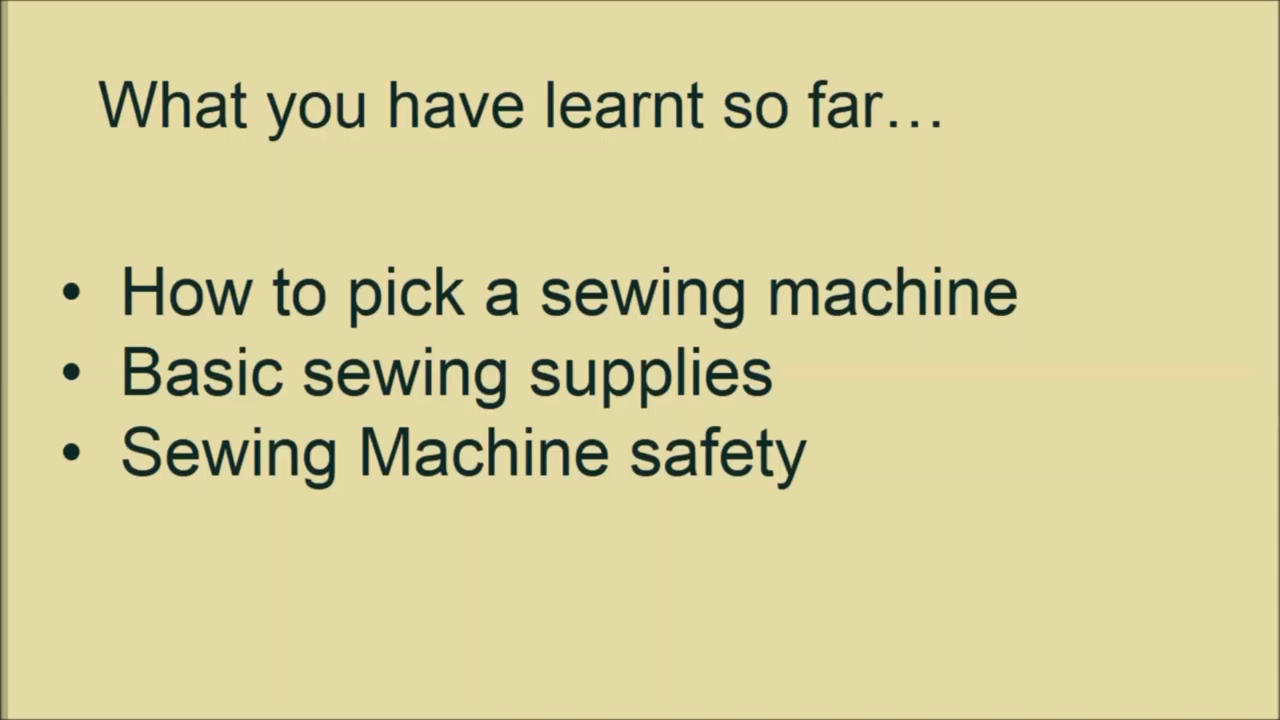 What you have learnt so far…
• How to pick a sewing machine
• Basic sewing supplies
• Sewing Machine safety